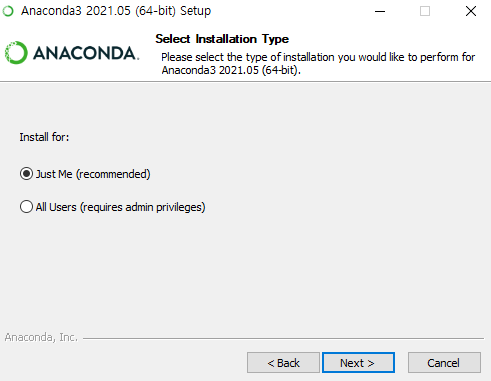 Anaconda3 2021.05 (64-bit) Setup
ANACONDA.
Select Installation Type
Please select the type of installation you would like to perform for
Anaconda3 2021.05 (64-bit).
Install for:
Just Me (recommended)
All Users (requires admin privileges)
Anaconda, Inc.
< Back
Next >
Cancel